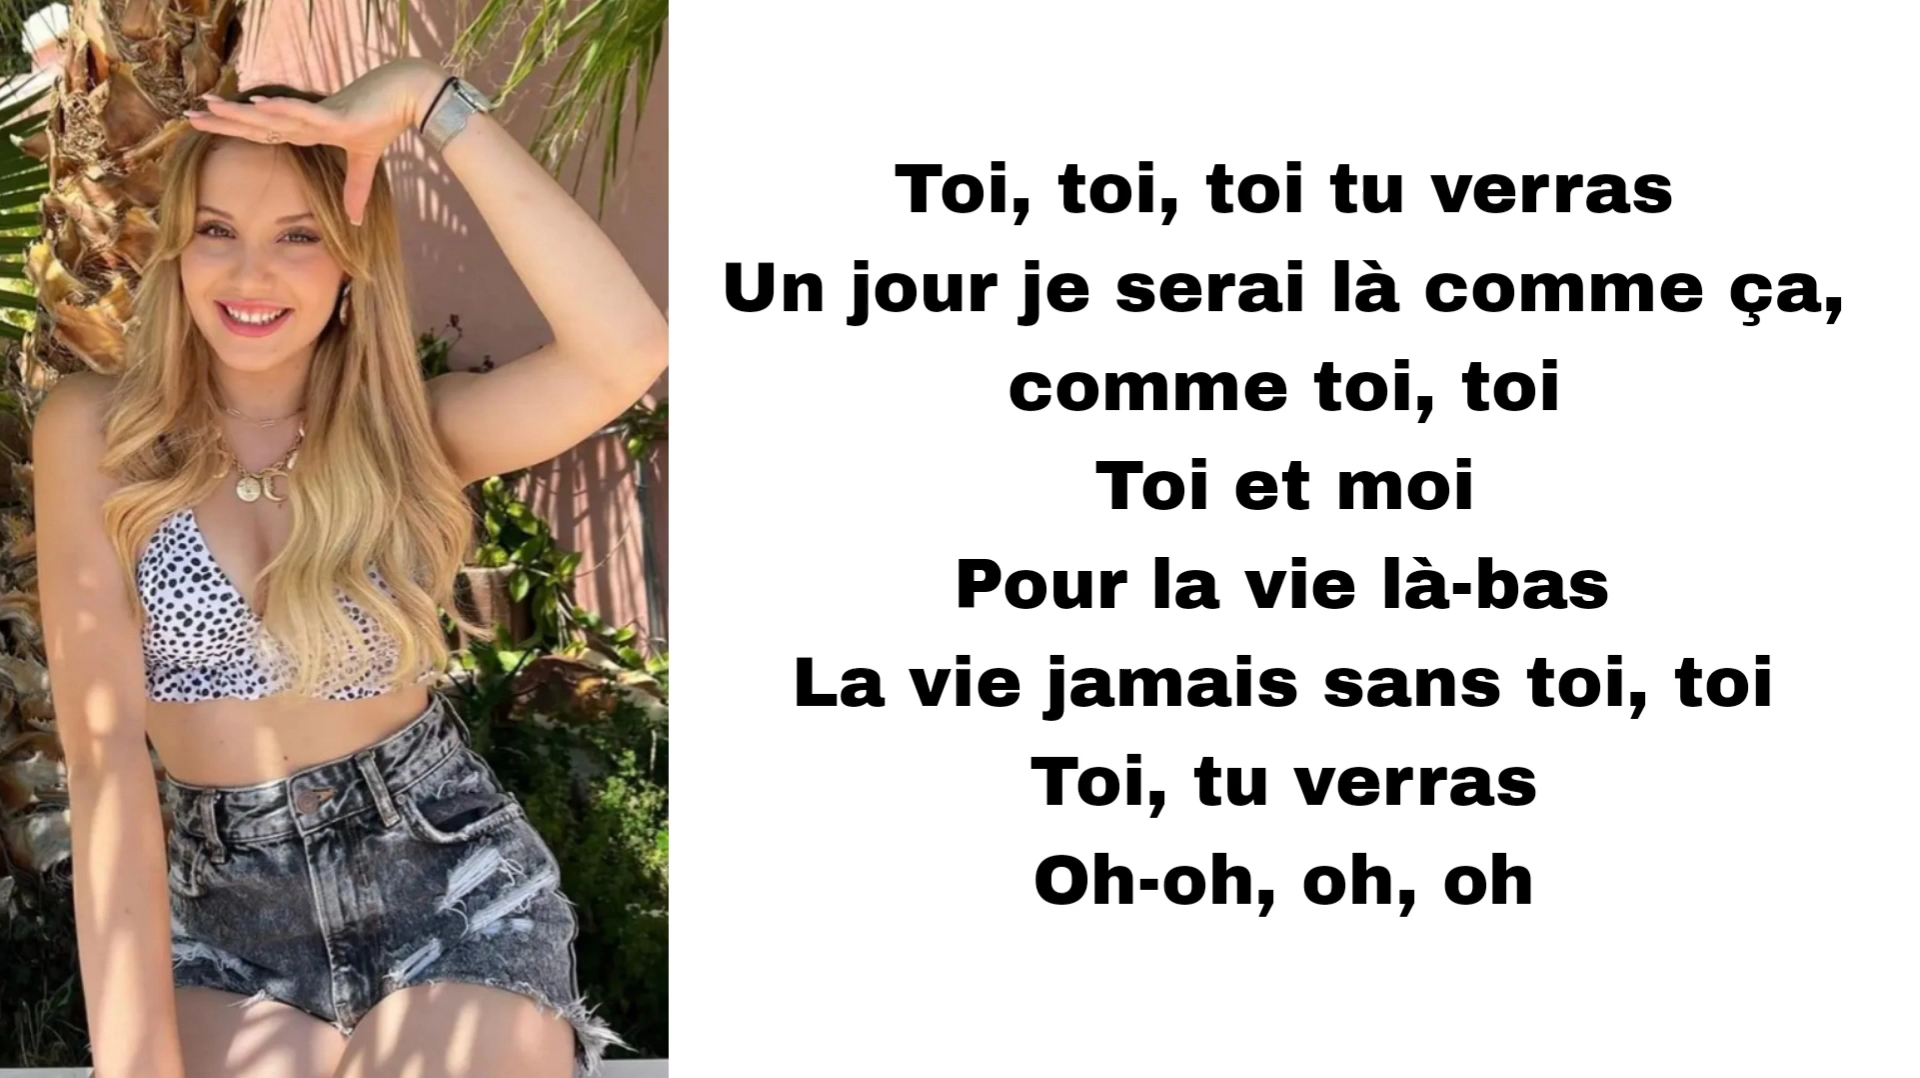 Toi, toi, toi tu verras
Un jour je serai là comme ça,
comme toi, toi
Toi et moi
Pour la vie là-bas
La vie jamais sans toi, toi
Toi, tu verras
Oh-oh, oh, oh